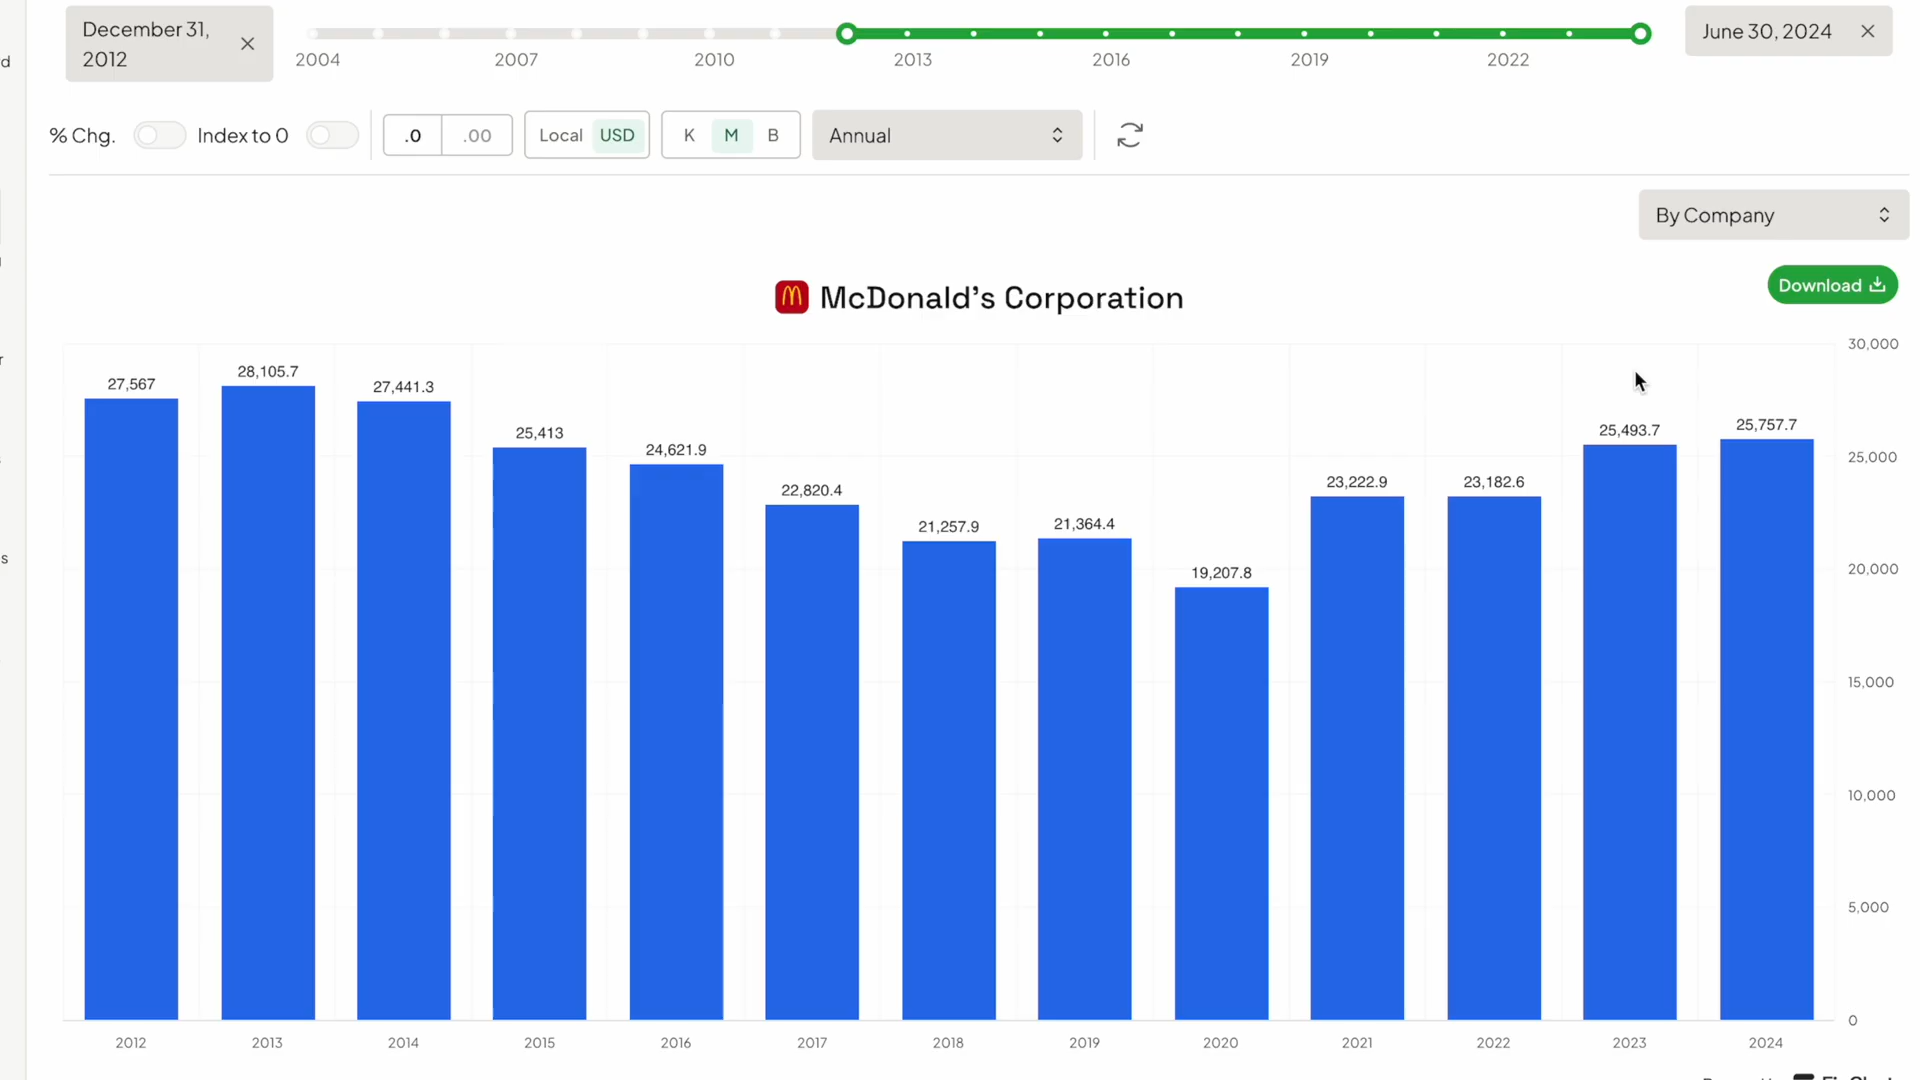 December 31,
2012
2004 2007 2010 2013 2016 2019 2022
June 30, 2024
% Chg. Index to 0 .0 .00 Local USD K M B Annual
By Company
McDonald's Corporation
Download
30,000
25,000
20,000
15,000
10,000
5,000
0
27,567
28,105.7
27,441.3
25,413
24,621.9
22,820.4
21,257.9
21,364.4
19,207.8
23,222.9
23,182.6
25,493.7
25,757.7
2012 2013 2014 2015 2016 2017 2018 2019 2020 2021 2022 2023 2024